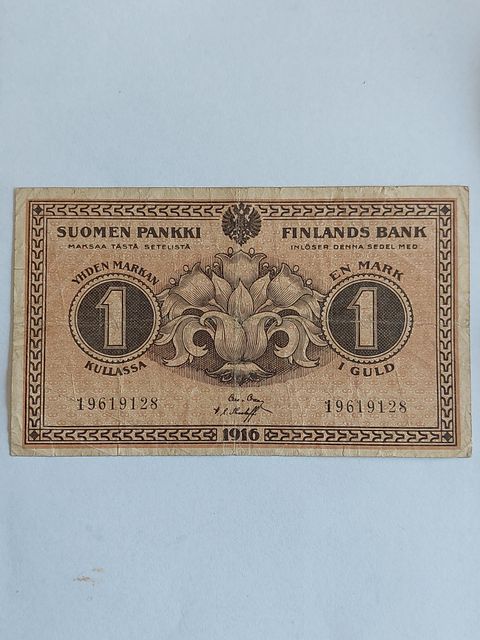 SUOMEN PANKKI
FINLANDS BANK
MAKSAA TÄSTÄ SETELISTÄ
INLÖSER DENNA SEDEL MED
YHDEN MARKAN
1
KULLASSA
EN MARK
1
I GULD
19619128
19619128
1916